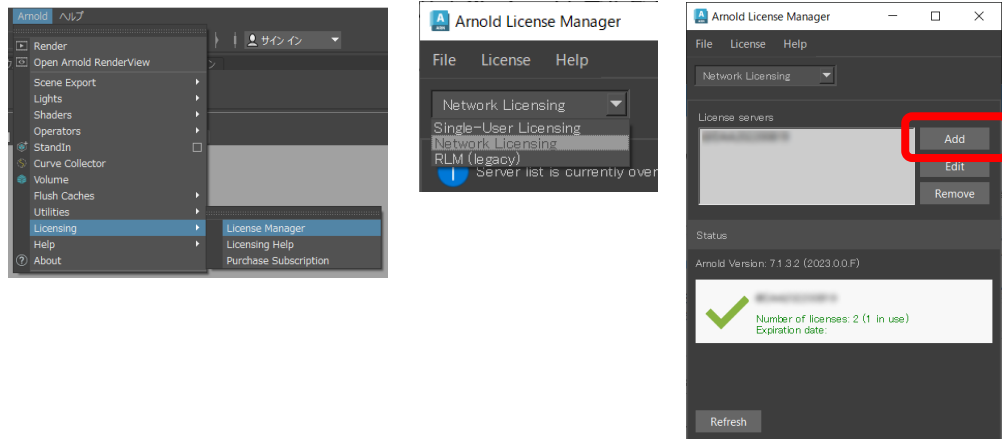 Arnold ヘルプ
Render
Open Arnold RenderView
Scene Export
Lights
Shaders
Operators
StandIn
Curve Collector
Volume
Flush Caches
Utilities
Licensing
Help
About
サインイン
ン
License Manager
Licensing Help
Purchase Subscription
Arnold License Manager
File License Help
Network Licensing
Single-User Licensing
Network Licensing
RLM (legacy)
Server list is currently over
Arnold License Manager
File License Help
Network Licensing
License servers
Add
Edit
Remove
Status
Arnold Version: 7.1.3.2 (2023.0.0.F)
Number of licenses: 2 (1 in use)
Expiration date:
Refresh